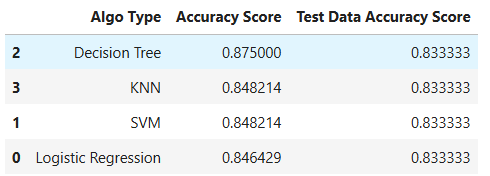 Algo Type Accuracy Score Test Data Accuracy Score
2 Decision Tree 0.875000 0.833333
3 KNN 0.848214 0.833333
1 SVM 0.848214 0.833333
0 Logistic Regression 0.846429 0.833333